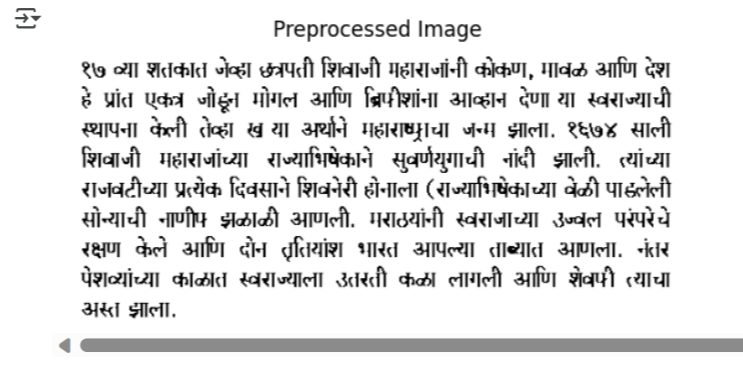 Preprocessed Image
१७ व्या शतकात जेव्हा छत्रपती शिवाजी महाराजांनी कोकण, मावळ आणि देश
हे प्रांत एकत्र जोडून मोगल आणि ब्रिपीशांना आव्हान देणा या स्वराज्याची
स्थापना केली तेव्हा ख या अर्थाने महाराष्ट्राचा जन्म झाला. १६७४ साली
शिवाजी महाराजांच्या राज्याभिषेकाने सुवर्णयुगाची नांदी झाली. त्यांच्या
राजवटीच्या प्रत्येक दिवसाने शिवनेरी होनाला (राज्याभिषेकाच्या वेळी पाडलेली
सोन्याची नाणीप झळाळी आणली. मराठयांनी स्वराजाच्या उज्वल परंपरेचे
रक्षण केले आणि दोन तृतियांश भारत आपल्या ताब्यात आणला. नंतर
पेशव्यांच्या काळात स्वराज्याला उतरती कळा लागली आणि शेवपी त्याचा
अस्त झाला.